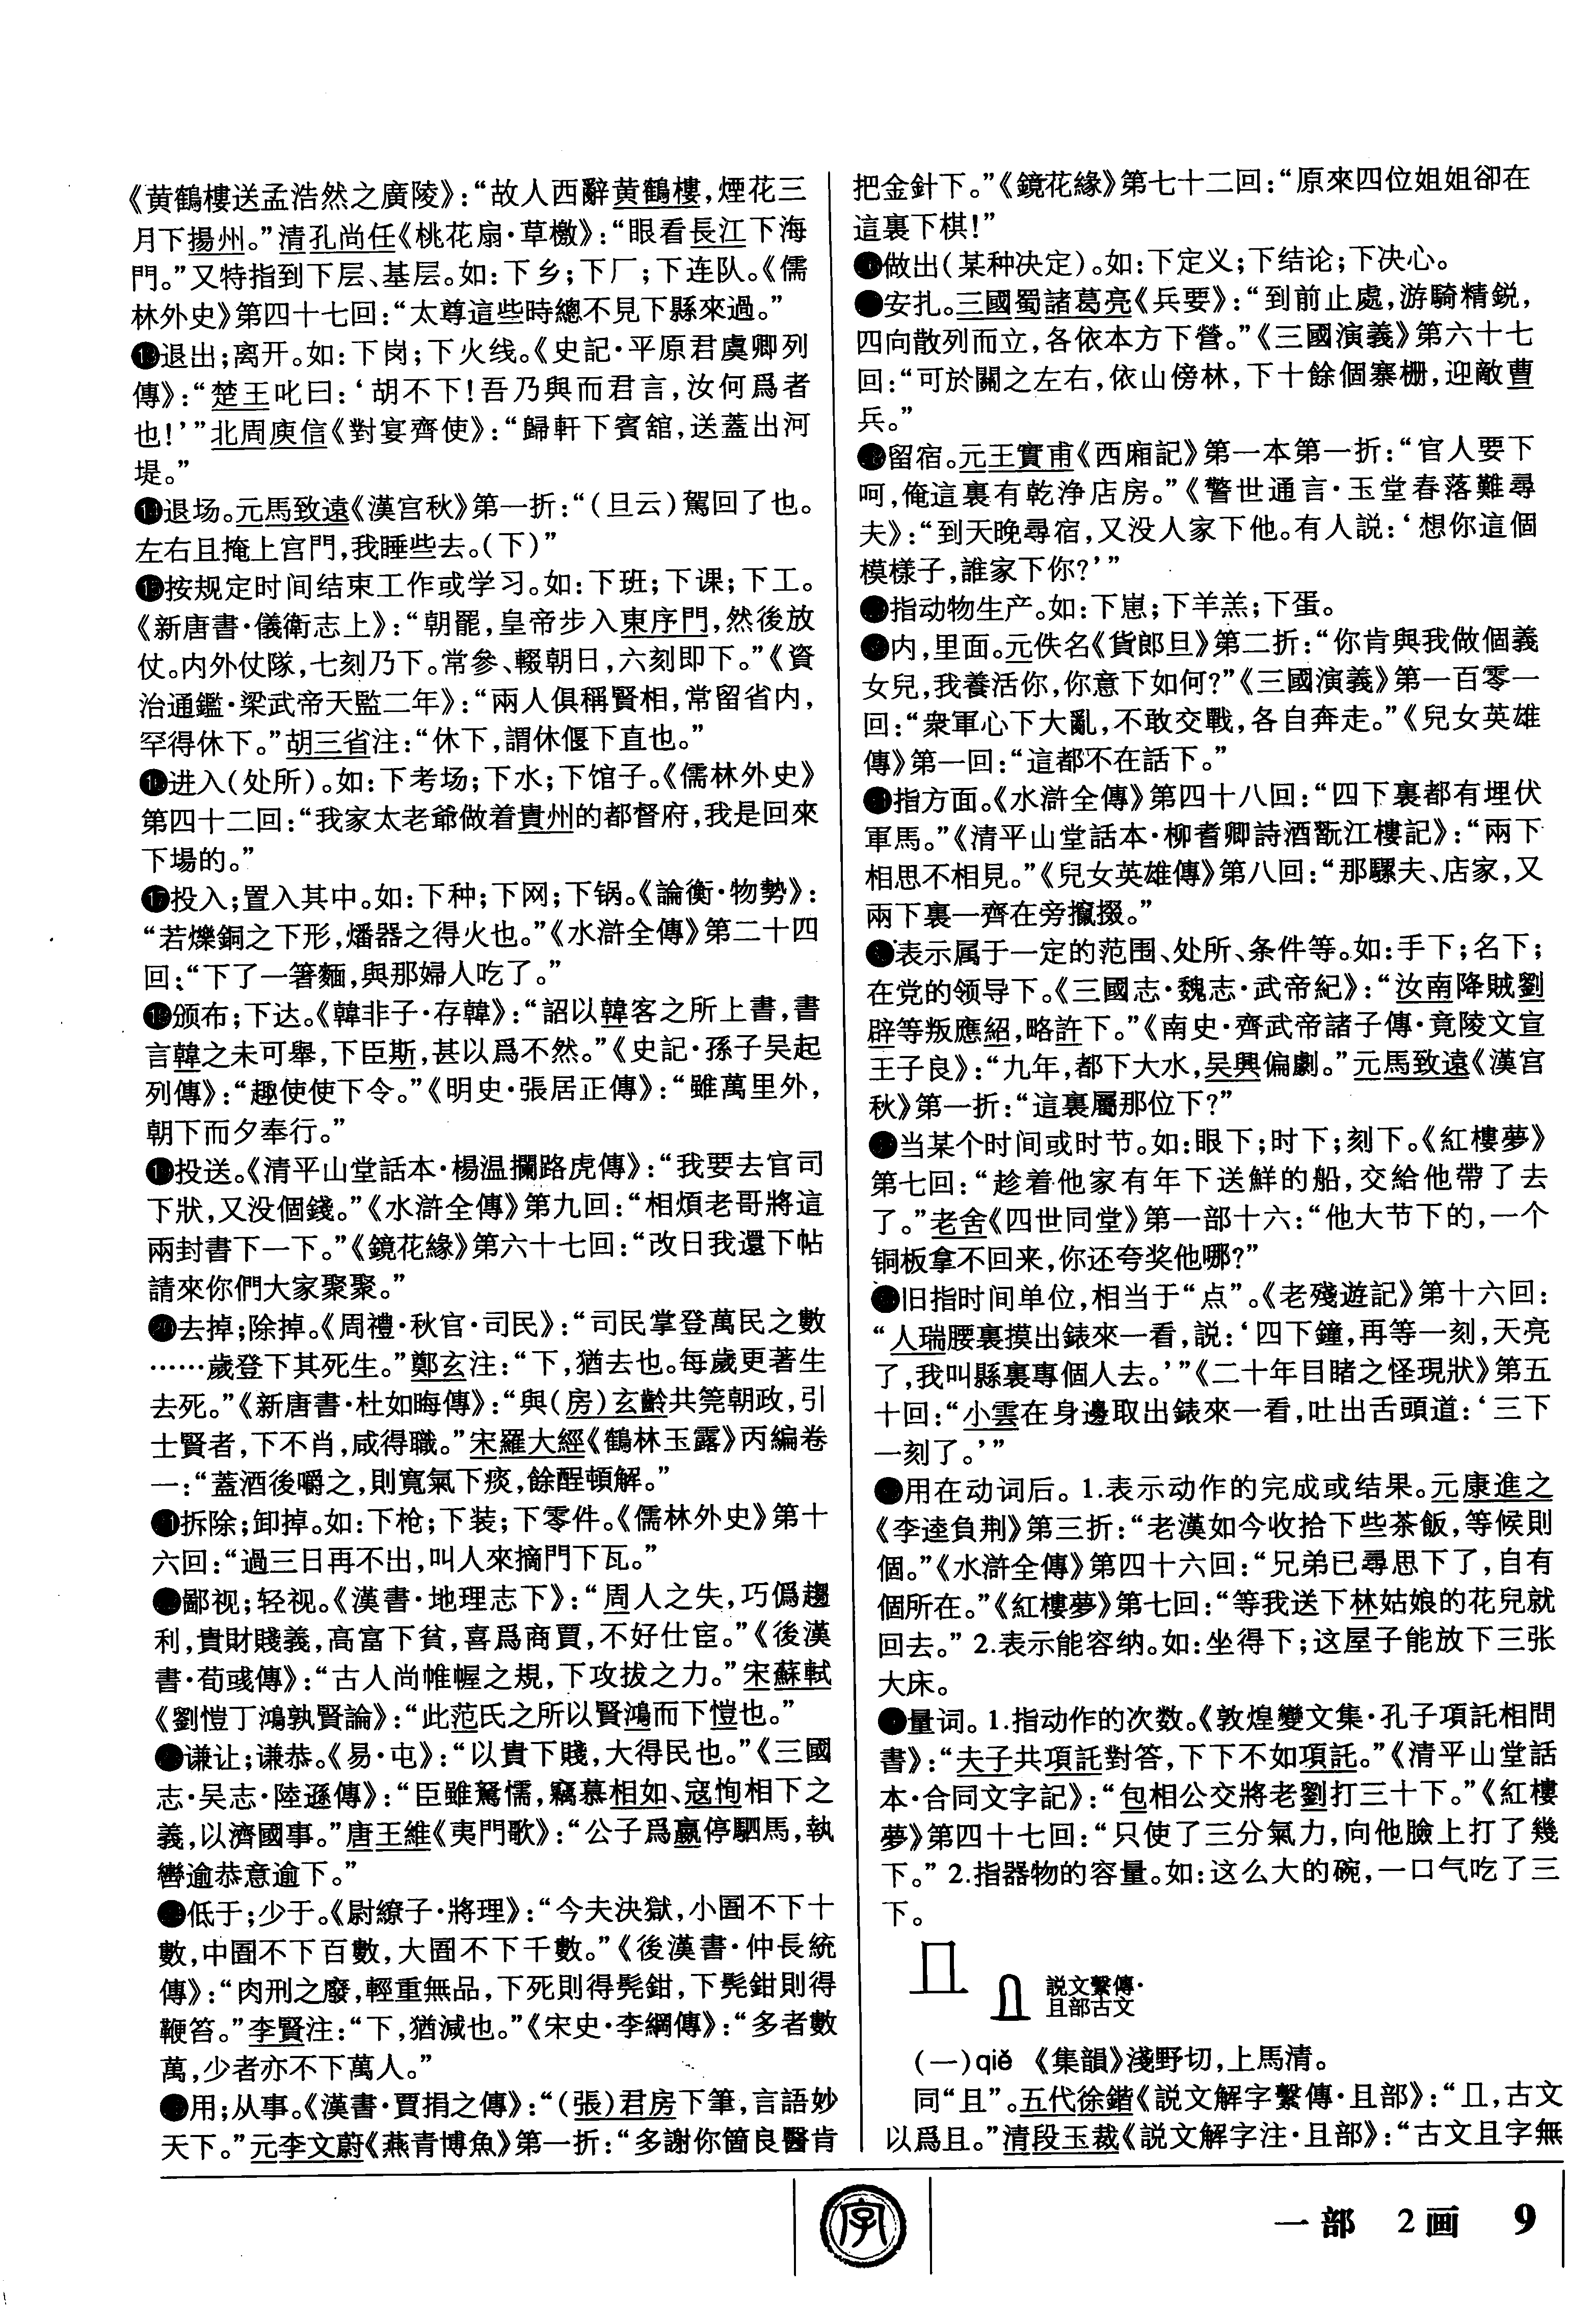 《黄鶴樓送孟浩然之廣陵》：“故人西辭黄鶴樓，煙花三
月下揚州。”清孔尚任《桃花扇·草檄》：“眼看長江下海
門。”又特指到下层、基层。如：下乡；下厂；下连队。《儒
林外史》第四十七回：“太尊這些時總不見下縣來過。”
⓭退出；离开。如：下岗；下火线。《史記·平原君虞卿列
傳》：“楚王叱曰：‘胡不下！吾乃與而君言，汝何爲者
也！’”北周庾信《對宴齊使》：“歸軒下賓舘，送蓋出河
堤。”
⓮退场。元馬致遠《漢宫秋》第一折：“（旦云）駕回了也。
左右且掩上宫門，我睡些去。（下）”
⓯按规定时间结束工作或学习。如：下班；下课；下工。
《新唐書·儀衛志上》：“朝罷，皇帝步入東序門，然後放
仗。内外仗隊，七刻乃下。常參、輟朝日，六刻即下。”《資
治通鑑·梁武帝天監二年》：“兩人俱稱賢相，常留省内，
罕得休下。”胡三省注：“休下，謂休偃下直也。”
⓰进入（处所）。如：下考场；下水；下馆子。《儒林外史》
第四十二回：“我家太老爺做着貴州的都督府，我是回來
下場的。”
⓱投入；置入其中。如：下种；下网；下锅。《論衡·物勢》：
“若爍銅之下形，燔器之得火也。”《水滸全傳》第二十四
回：“下了一箸麵，與那婦人吃了。”
⓲颁布；下达。《韓非子·存韓》：“詔以韓客之所上書，書
言韓之未可舉，下臣斯，甚以爲不然。”《史記·孫子吴起
列傳》：“趣使使下令。”《明史·張居正傳》：“雖萬里外，
朝下而夕奉行。”
⓳投送。《清平山堂話本·楊温攔路虎傳》：“我要去官司
下狀，又没個錢。”《水滸全傳》第九回：“相煩老哥將這
兩封書下一下。”《鏡花緣》第六十七回：“改日我還下帖
請來你們大家聚聚。”
⓴去掉；除掉。《周禮·秋官·司民》：“司民掌登萬民之數
……歲登下其死生。”鄭玄注：“下，猶去也。每歲更著生
去死。”《新唐書·杜如晦傳》：“與（房）玄齡共筦朝政，引
士賢者，下不肖，咸得職。”宋羅大經《鶴林玉露》丙編卷
一：“蓋酒後嚼之，則寬氣下痰，餘酲頓解。”
㉑拆除；卸掉。如：下枪；下装；下零件。《儒林外史》第十
六回：“過三日再不出，叫人來摘門下瓦。”
鄙视；轻视。《漢書·地理志下》：“周人之失，巧僞趨
利，貴財賤義，高富下貧，喜爲商賈，不好仕宦。”《後漢
書·荀彧傳》：“古人尚帷幄之規，下攻拔之力。”宋蘇軾
《劉愷丁鴻孰賢論》：“此范氏之所以賢鴻而下愷也。”
谦让；谦恭。《易·屯》：“以貴下賤，大得民也。”《三國
志·吴志·陸遜傳》：“臣雖駑懦，竊慕相如、寇恂相下之
義，以濟國事。”唐王維《夷門歌》：“公子爲嬴停駟馬，執
轡逾恭意逾下。”
低于；少于。《尉繚子·將理》：“今夫決獄，小圄不下十
數，中圄不下百數，大圄不下千數。”《後漢書·仲長統
傳》：“肉刑之廢，輕重無品，下死則得髡鉗，下髡鉗則得
鞭笞。”李賢注：“下，猶減也。”《宋史·李綱傳》：“多者數
萬，少者亦不下萬人。”
用；从事。《漢書·賈捐之傳》：“（張）君房下筆，言語妙
天下。”元李文蔚《燕青博魚》第一折：“多謝你箇良醫肯
把金針下。”《鏡花緣》第七十二回：“原來四位姐姐卻在
這裏下棋！”
做出（某种决定）。如：下定义；下结论；下决心。
安扎。三國蜀諸葛亮《兵要》：“到前止處，游騎精鋭，
四向散列而立，各依本方下營。”《三國演義》第六十七
回：“可於關之左右，依山傍林，下十餘個寨栅，迎敵曹
兵。”
留宿。元王實甫《西廂記》第一本第一折：“官人要下
呵，俺這裏有乾浄店房。”《警世通言·玉堂春落難尋
夫》：“到天晚尋宿，又没人家下他。有人説：‘想你這個
模樣子，誰家下你？’”
指动物生产。如：下崽；下羊羔；下蛋。
内，里面。元佚名《貨郎旦》第二折：“你肯與我做個義
女兒，我養活你，你意下如何？”《三國演義》第一百零一
回：“衆軍心下大亂，不敢交戰，各自奔走。”《兒女英雄
傳》第一回：“這都不在話下。”
指方面。《水滸全傳》第四十八回：“四下裏都有埋伏
軍馬。”《清平山堂話本·柳耆卿詩酒翫江樓記》：“兩下
相思不相見。”《兒女英雄傳》第八回：“那騾夫、店家，又
兩下裏一齊在旁攛掇。”
表示属于一定的范围、处所、条件等。如：手下；名下；
在党的领导下。《三國志·魏志·武帝紀》：“汝南降賊劉
辟等叛應紹，略許下。”《南史·齊武帝諸子傳·竟陵文宣
王子良》：“九年，都下大水，吴興偏劇。”元馬致遠《漢宫
秋》第一折：“這裏屬那位下？”
当某个时间或时节。如：眼下；时下；刻下。《紅樓夢》
第七回：“趁着他家有年下送鮮的船，交給他帶了去
了。”老舍《四世同堂》第一部十六：“他大节下的，一个
铜板拿不回来，你还夸奖他哪？”
旧指时间单位，相当于“点”。《老殘遊記》第十六回：
“人瑞腰裏摸出錶來一看，説：‘四下鐘，再等一刻，天亮
了，我叫縣裏專個人去。’”《二十年目睹之怪現狀》第五
十回：“小雲在身邊取出錶來一看，吐出舌頭道：‘三下
一刻了。’”
用在动词后。1.表示动作的完成或结果。元康進之
《李逵負荆》第三折：“老漢如今收拾下些茶飯，等候則
個。”《水滸全傳》第四十六回：“兄弟已尋思下了，自有
個所在。”《紅樓夢》第七回：“等我送下林姑娘的花兒就
回去。”2.表示能容纳。如：坐得下；这屋子能放下三张
大床。
量词。1.指动作的次数。《敦煌變文集·孔子項託相問
書》：“夫子共項託對答，下下不如項託。”《清平山堂話
本·合同文字記》：“包相公交將老劉打三十下。”《紅樓
夢》第四十七回：“只使了三分氣力，向他臉上打了幾
下。”2.指器物的容量。如：这么大的碗，一口气吃了三
下。
説文繫傳·
且部古文
（一）qiě 《集韻》淺野切，上馬清。
同“且”。五代徐鍇《説文解字繫傳·且部》：“𠀃，古文
以爲且。”清段玉裁《説文解字注·且部》：“古文且字無
字
一部 2画 9